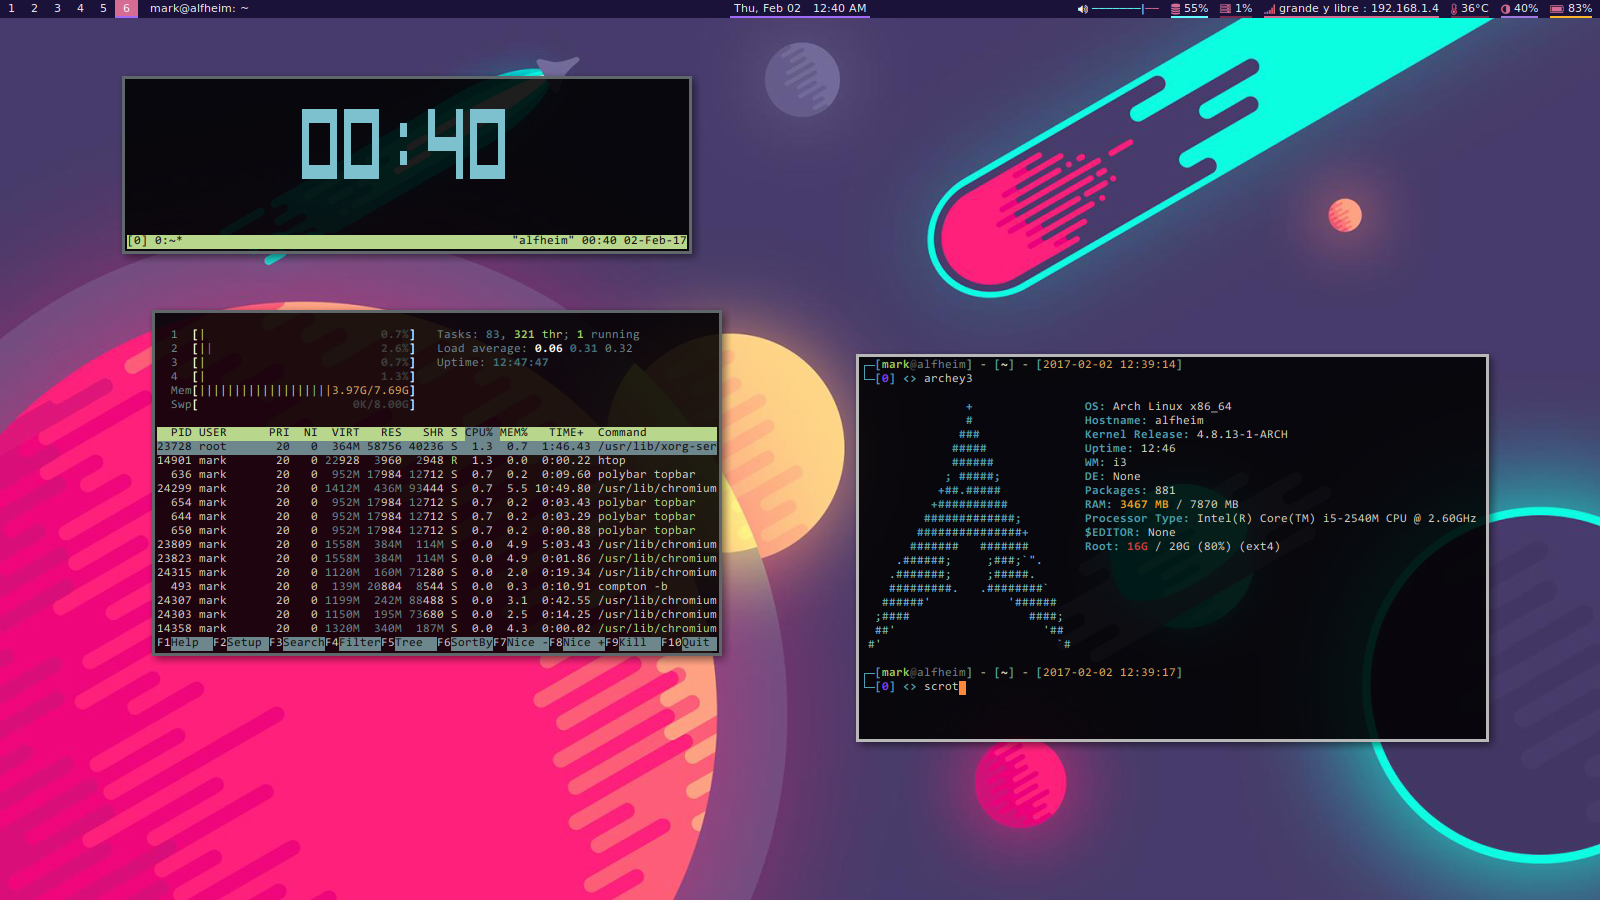 1 2 3 4 5 6 mark@alfheim: ~ Thu, Feb 02 12:40 AM 55% 1% grande y libre : 192.168.1.4 36°C 40% 83%
00:40
[0] 0:~* "alfheim" 00:40 02-Feb-17
1 [| 0.7%] Tasks: 83, 321 thr; 1 running
2 [|| 2.6%] Load average: 0.06 0.31 0.32
3 [| 0.7%] Uptime: 12:47:47
4 [| 1.3%]
Mem[|||||||||||||||||||3.97G/7.69G]
Swp[ 0K/8.00G]
PID USER PRI NI VIRT RES SHR S CPU% MEM% TIME+ Command
23728 root 20 0 364M 58756 40236 S 1.3 0.7 1:46.43 /usr/lib/xorg-ser
14901 mark 20 0 22928 3960 2948 R 1.3 0.0 0:00.22 htop
636 mark 20 0 952M 17984 12712 S 0.7 0.2 0:09.60 polybar topbar
24299 mark 20 0 1412M 436M 93444 S 0.7 5.5 10:49.80 /usr/lib/chromium
654 mark 20 0 952M 17984 12712 S 0.7 0.2 0:03.43 polybar topbar
644 mark 20 0 952M 17984 12712 S 0.7 0.2 0:03.29 polybar topbar
650 mark 20 0 952M 17984 12712 S 0.7 0.2 0:00.88 polybar topbar
23809 mark 20 0 1558M 384M 114M S 0.0 4.9 5:03.43 /usr/lib/chromium
23823 mark 20 0 1558M 384M 114M S 0.0 4.9 0:01.86 /usr/lib/chromium
24315 mark 20 0 1120M 160M 71280 S 0.0 2.0 0:19.34 /usr/lib/chromium
493 mark 20 0 139M 20804 8544 S 0.0 0.3 0:10.91 compton -b
24307 mark 20 0 1199M 242M 88488 S 0.0 3.1 0:42.55 /usr/lib/chromium
24303 mark 20 0 1150M 195M 73680 S 0.0 2.5 0:14.25 /usr/lib/chromium
14358 mark 20 0 1320M 340M 187M S 0.0 4.3 0:00.02 /usr/lib/chromium
F1Help F2Setup F3SearchF4FilterF5Tree F6SortByF7Nice -F8Nice +F9Kill F10Quit
[mark@alfheim] - [~] - [2017-02-02 12:39:14]
[0] <> archey3
+ OS: Arch Linux x86_64
# Hostname: alfheim
### Kernel Release: 4.8.13-1-ARCH
##### Uptime: 12:46
###### WM: i3
; #####; DE: None
+##.##### Packages: 881
+########## RAM: 3467 MB / 7870 MB
#############; Processor Type: Intel(R) Core(TM) i5-2540M CPU @ 2.60GHz
###############+ $EDITOR: None
####### ####### Root: 16G / 20G (80%) (ext4)
.######; ;###;`".
.#######; ;#####.
#########. .########`
######' '######
;#### ####;
##' '##
#' `#
[mark@alfheim] - [~] - [2017-02-02 12:39:17]
[0] <> scrot